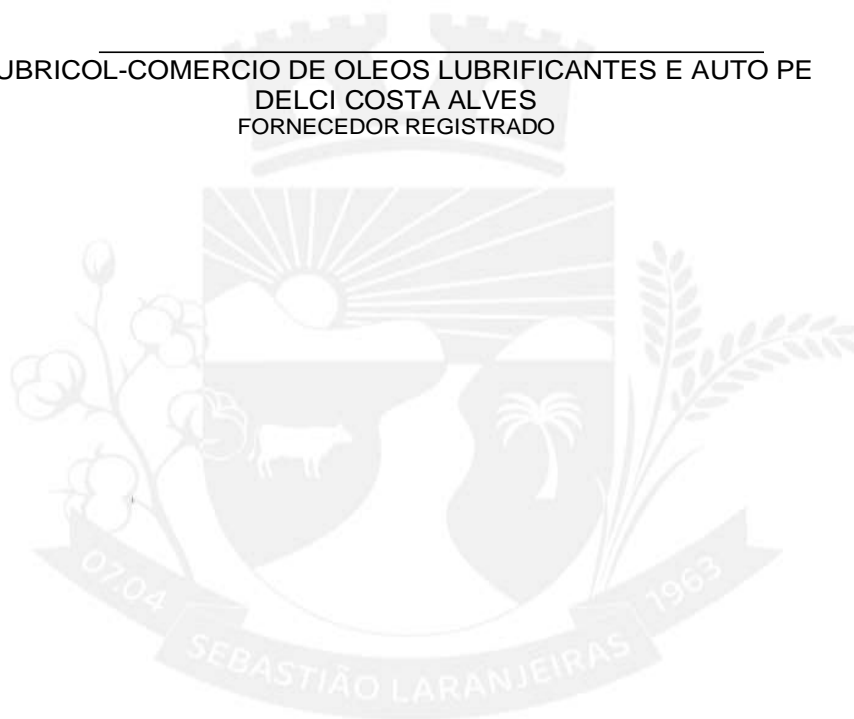 UBRICOL-COMERCIO DE OLEOS LUBRIFICANTES E AUTO PE
DELCI COSTA ALVES
FORNECEDOR REGISTRADO
07.04
SEBASTIÃO LARANJEIRAS
1963